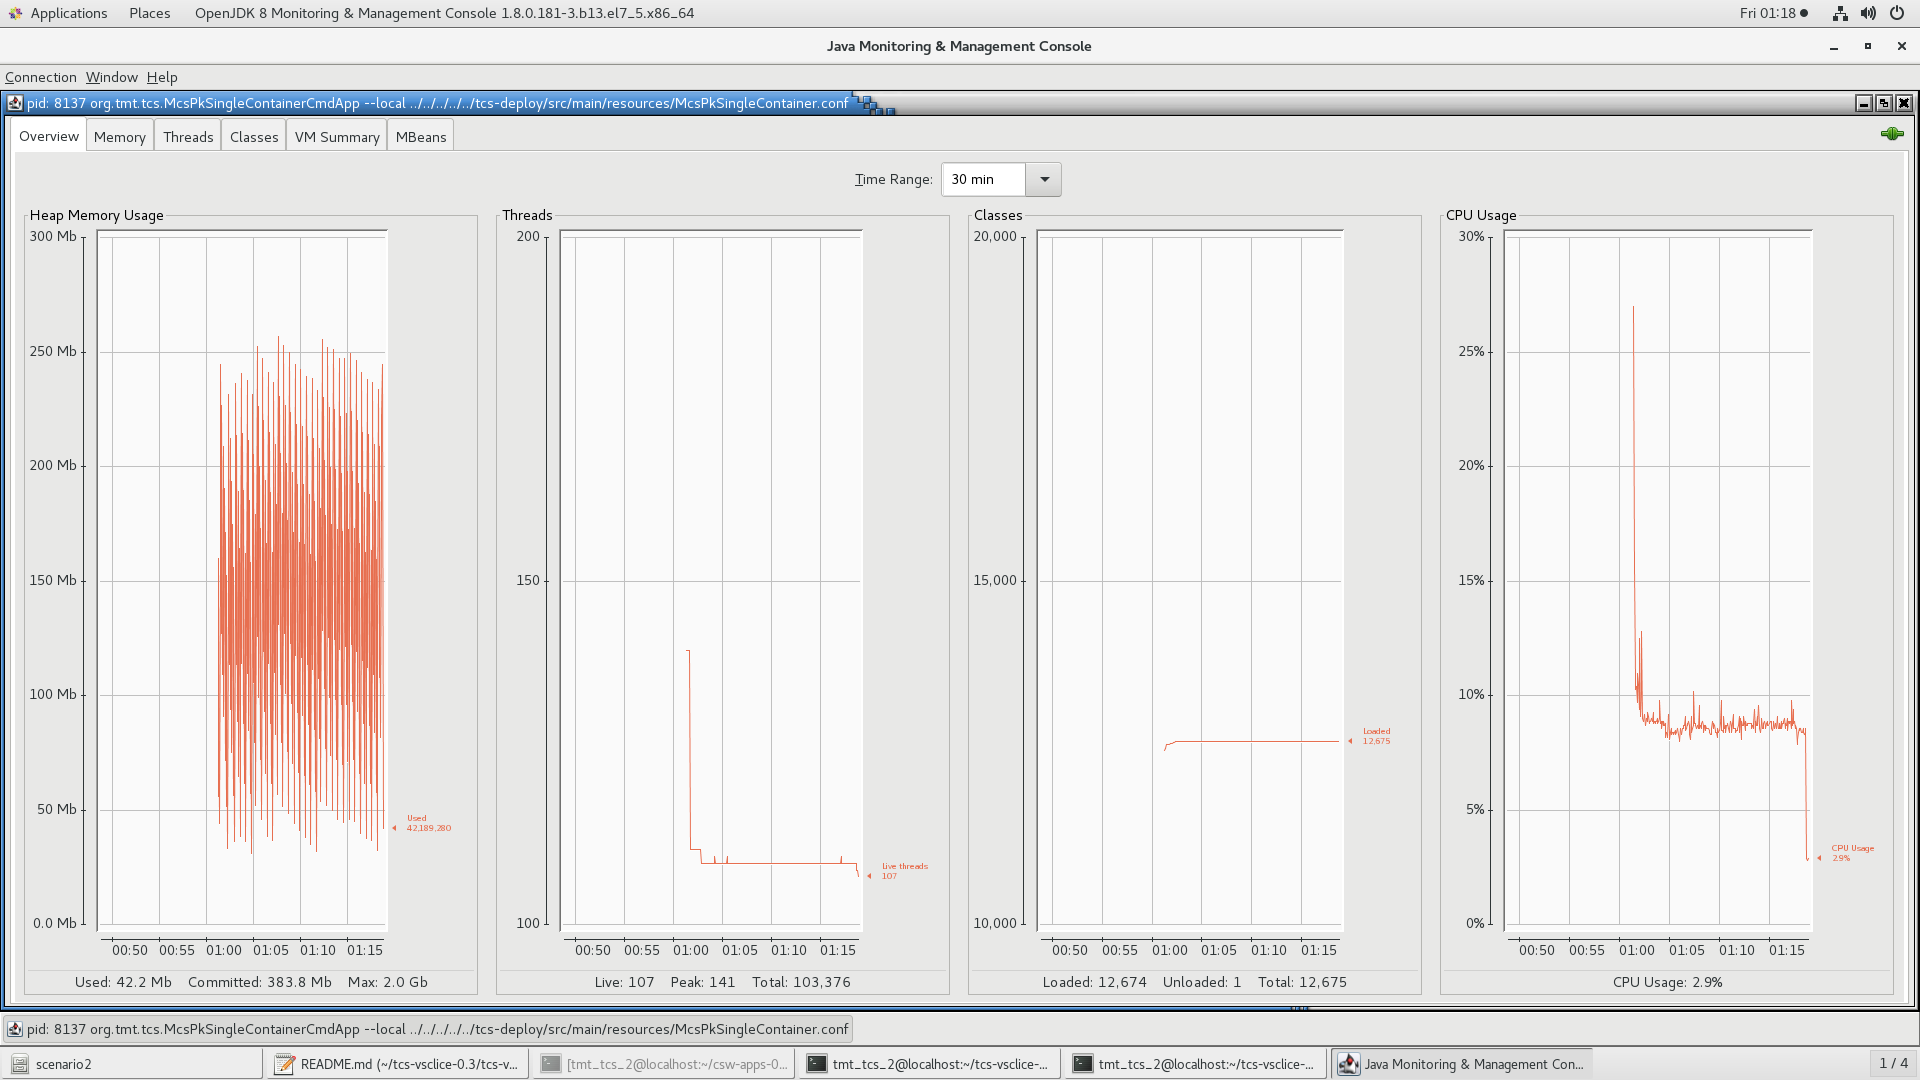 Applications Places OpenJDK 8 Monitoring & Management Console 1.8.0.181-3.b13.el7_5.x86_64 Fri 01:18
Java Monitoring & Management Console
Connection Window Help
pid: 8137 org.tmt.tcs.McsPkSingleContainerCmdApp --local ../../../../../tcs-deploy/src/main/resources/McsPkSingleContainer.conf
Overview Memory Threads Classes VM Summary MBeans
Time Range: 30 min
Heap Memory Usage
300 Mb
250 Mb
200 Mb
150 Mb
100 Mb
50 Mb
0.0 Mb
Used
42,189,280
00:50 00:55 01:00 01:05 01:10 01:15
Used: 42.2 Mb Committed: 383.8 Mb Max: 2.0 Gb
Threads
200
150
100
Live threads
107
00:50 00:55 01:00 01:05 01:10 01:15
Live: 107 Peak: 141 Total: 103,376
Classes
20,000
15,000
10,000
Loaded
12,675
00:50 00:55 01:00 01:05 01:10 01:15
Loaded: 12,674 Unloaded: 1 Total: 12,675
CPU Usage
30%
25%
20%
15%
10%
5%
0%
CPU Usage
2.9%
00:50 00:55 01:00 01:05 01:10 01:15
CPU Usage: 2.9%
pid: 8137 org.tmt.tcs.McsPkSingleContainerCmdApp --local ../../../../../tcs-deploy/src/main/resources/McsPkSingleContainer.conf
scenario2 README.md (~/tcs-vsclice-0.3/tcs-v... [tmt_tcs_2@localhost:~/csw-apps-0... tmt_tcs_2@localhost:~/tcs-vsclice-... tmt_tcs_2@localhost:~/tcs-vsclice-... Java Monitoring & Management Con... 1 / 4